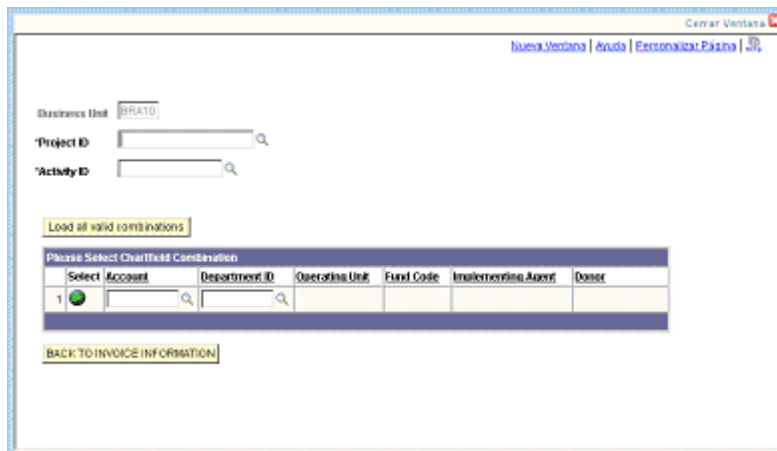 Cerrar Ventana
Nueva Ventana | Ayuda | Personalizar Página |
Business Unit BRA10
*Project ID
*Activity ID
Load all valid combinations
Please Select Chartfield Combination
Select Account Department ID Operating Unit Fund Code Implementing Agent Donor
1
BACK TO INVOICE INFORMATION